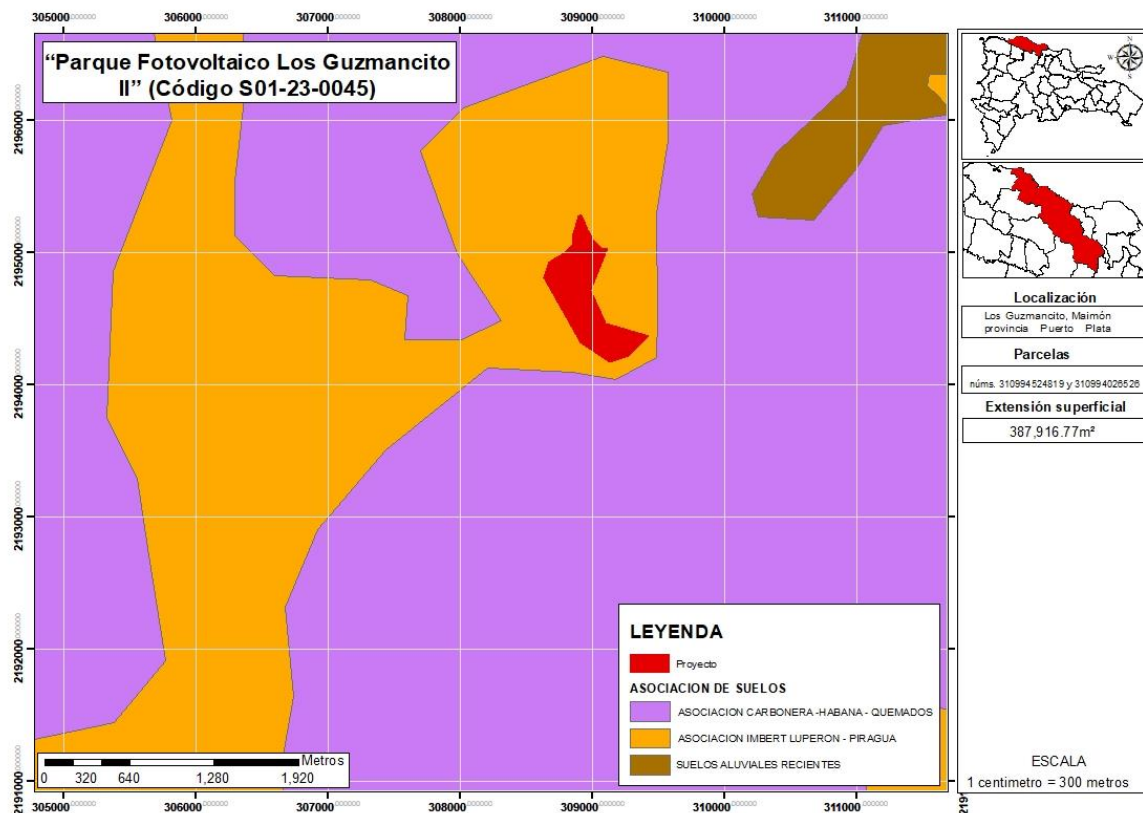 305000 306000 307000 308000 309000 310000 311000
“Parque Fotovoltaico Los Guzmancito
II” (Código S01-23-0045)
2196000
2195000
2194000
2193000
2192000
2191000
LEYENDA
Proyecto
ASOCIACION DE SUELOS
ASOCIACION CARBONERA -HABANA - QUEMADOS
ASOCIACION IMBERT LUPERON - PIRAGUA
SUELOS ALUVIALES RECIENTES
Metros
0 320 640 1,280 1,920
305000 306000 307000 308000 309000 310000 311000
N
W
S
Localización
Los Guzmancito, Maimón
provincia Puerto Plata
Parcelas
núms. 310994524819 y 310994026526
Extensión superficial
387,916.77m²
ESCALA
1 centimetro = 300 metros